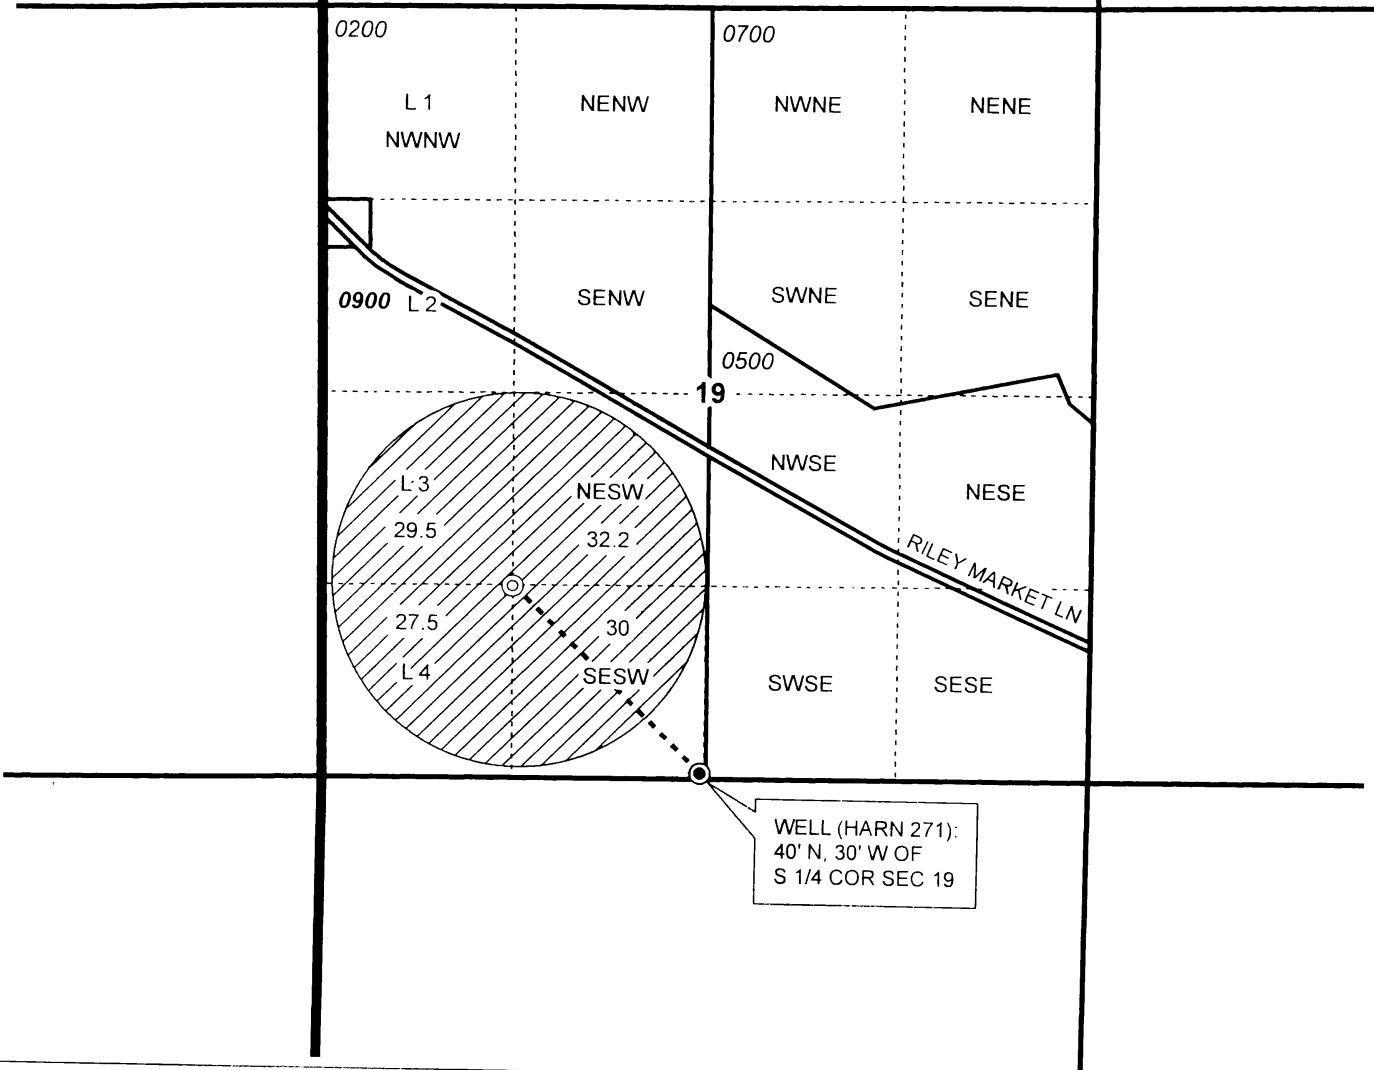 0200
0700
L 1
NENW
NWNE
NENE
NWNW
0900
L 2
SENW
SWNE
SENE
0500
19
L 3
NESW
NWSE
NESE
29.5
32.2
RILEY MARKET LN
27.5
30
L 4
SESW
SWSE
SESE
WELL (HARN 271):
40' N, 30' W OF
S 1/4 COR SEC 19